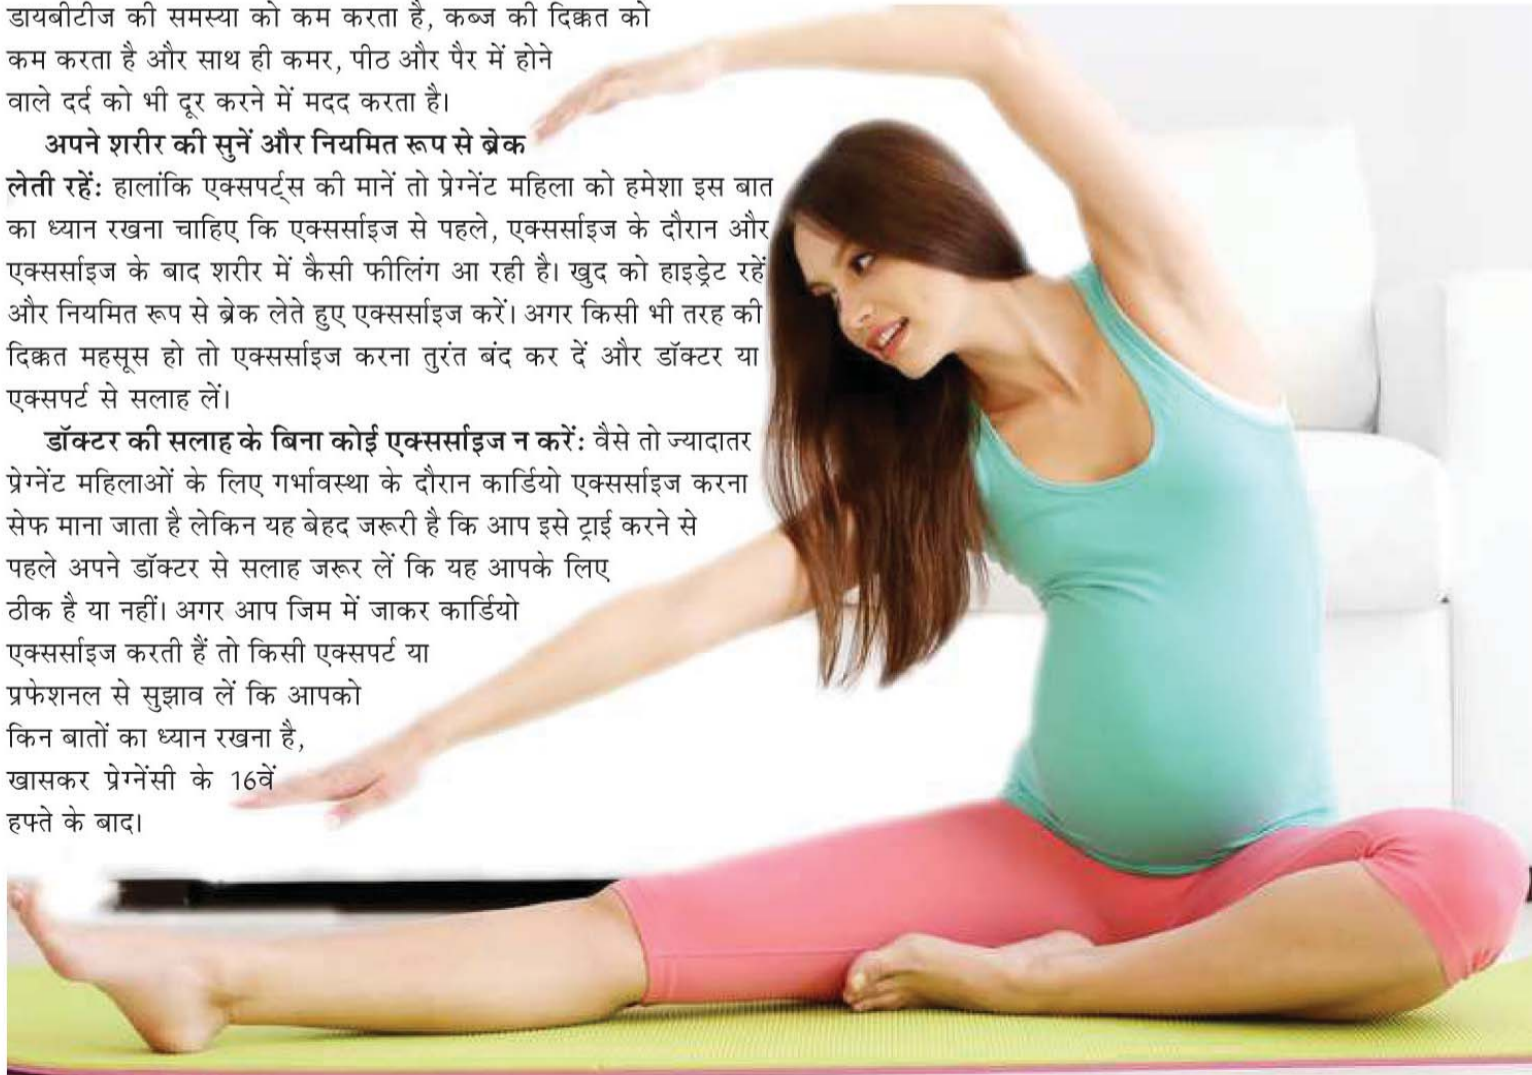 डायबीटीज की समस्या को कम करता है, कब्ज की दिक्कत को
कम करता है और साथ ही कमर, पीठ और पैर में होने
वाले दर्द को भी दूर करने में मदद करता है।
अपने शरीर की सुनें और नियमित रूप से ब्रेक
लेती रहें: हालांकि एक्सपर्ट्स की मानें तो प्रेग्नेंट महिला को हमेशा इस बात
का ध्यान रखना चाहिए कि एक्सर्साइज से पहले, एक्सर्साइज के दौरान और
एक्सर्साइज के बाद शरीर में कैसी फीलिंग आ रही है। खुद को हाइड्रेट रहें
और नियमित रूप से ब्रेक लेते हुए एक्सर्साइज करें। अगर किसी भी तरह की
दिक्कत महसूस हो तो एक्सर्साइज करना तुरंत बंद कर दें और डॉक्टर या
एक्सपर्ट से सलाह लें।
डॉक्टर की सलाह के बिना कोई एक्सर्साइज न करें: वैसे तो ज्यादातर
प्रेग्नेंट महिलाओं के लिए गर्भावस्था के दौरान कार्डियो एक्सर्साइज करना
सेफ माना जाता है लेकिन यह बेहद जरूरी है कि आप इसे ट्राई करने से
पहले अपने डॉक्टर से सलाह जरूर लें कि यह आपके लिए
ठीक है या नहीं। अगर आप जिम में जाकर कार्डियो
एक्सर्साइज करती हैं तो किसी एक्सपर्ट या
प्रफेशनल से सुझाव लें कि आपको
किन बातों का ध्यान रखना है,
खासकर प्रेग्नेंसी के 16वें
हफ्ते के बाद।